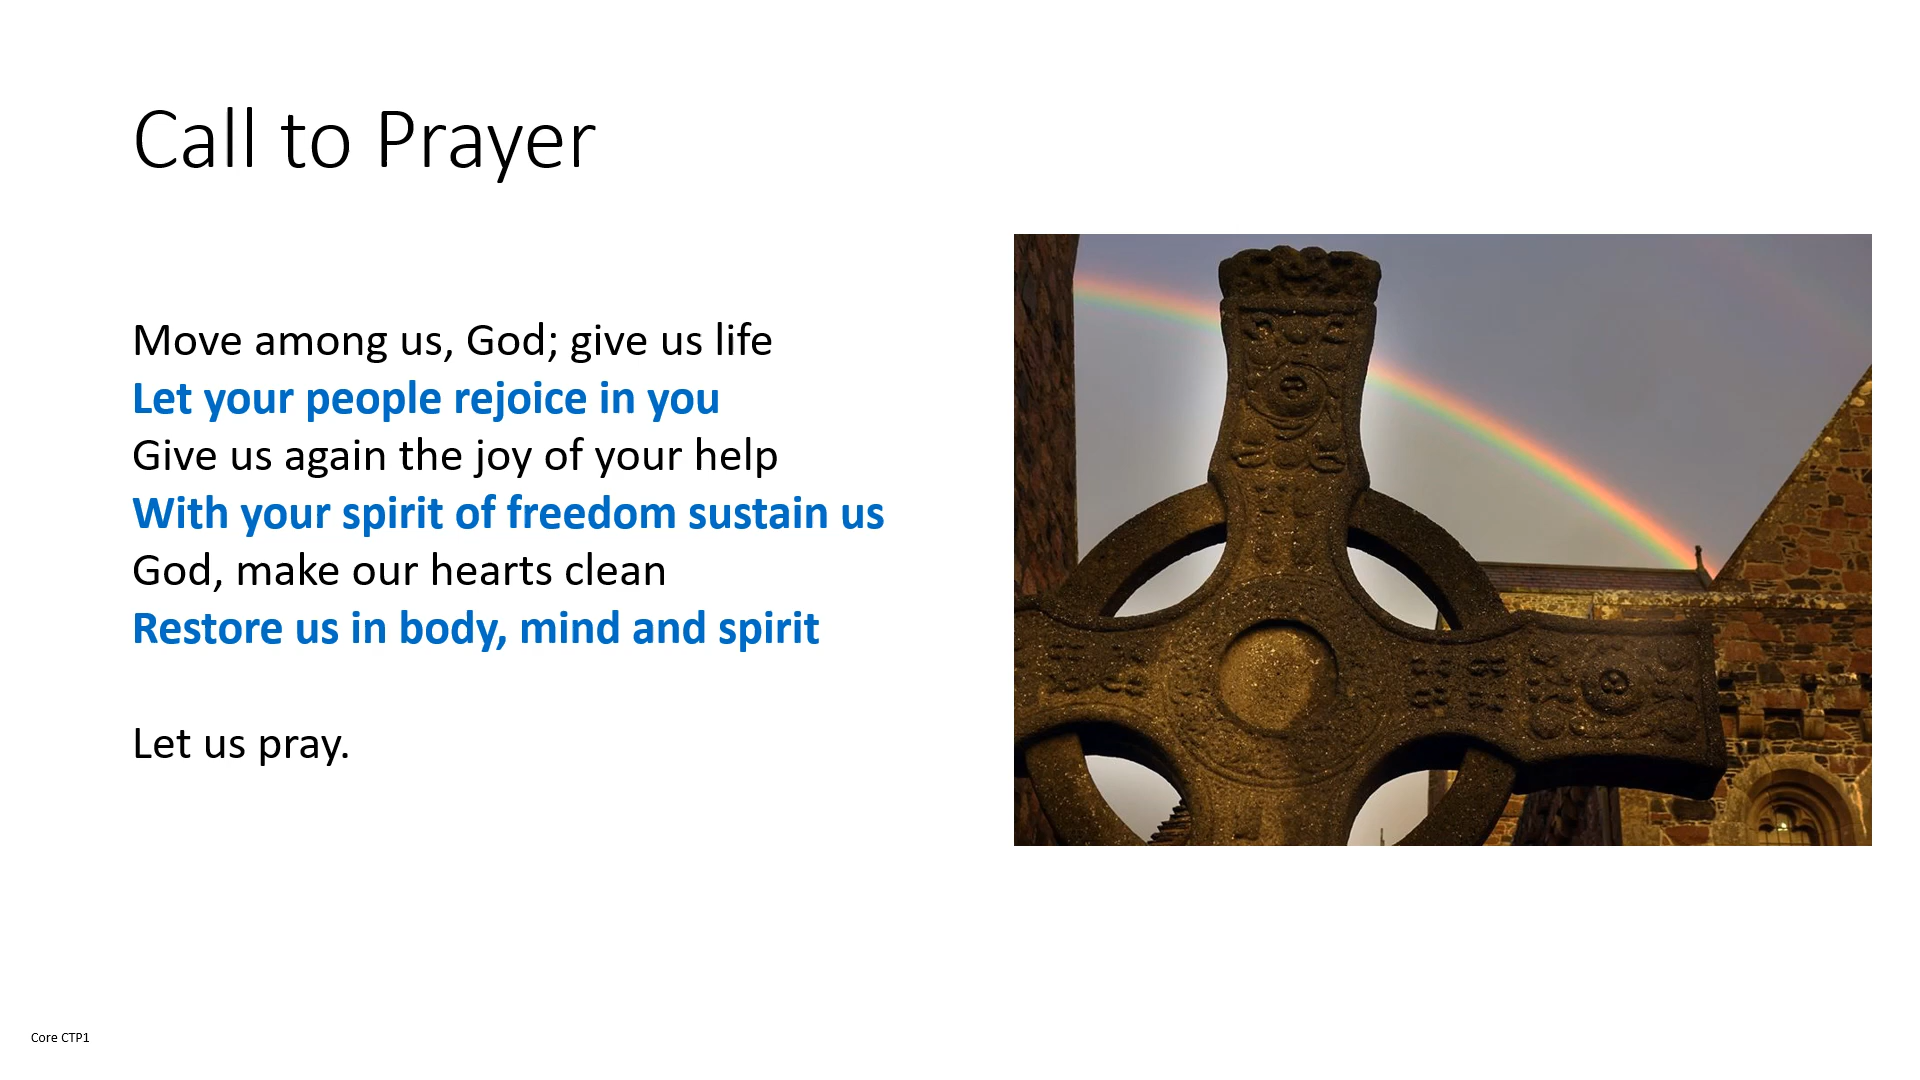 Call to Prayer
Move among us, God; give us life
Let your people rejoice in you
Give us again the joy of your help
With your spirit of freedom sustain us
God, make our hearts clean
Restore us in body, mind and spirit
Let us pray.
Core CTP1